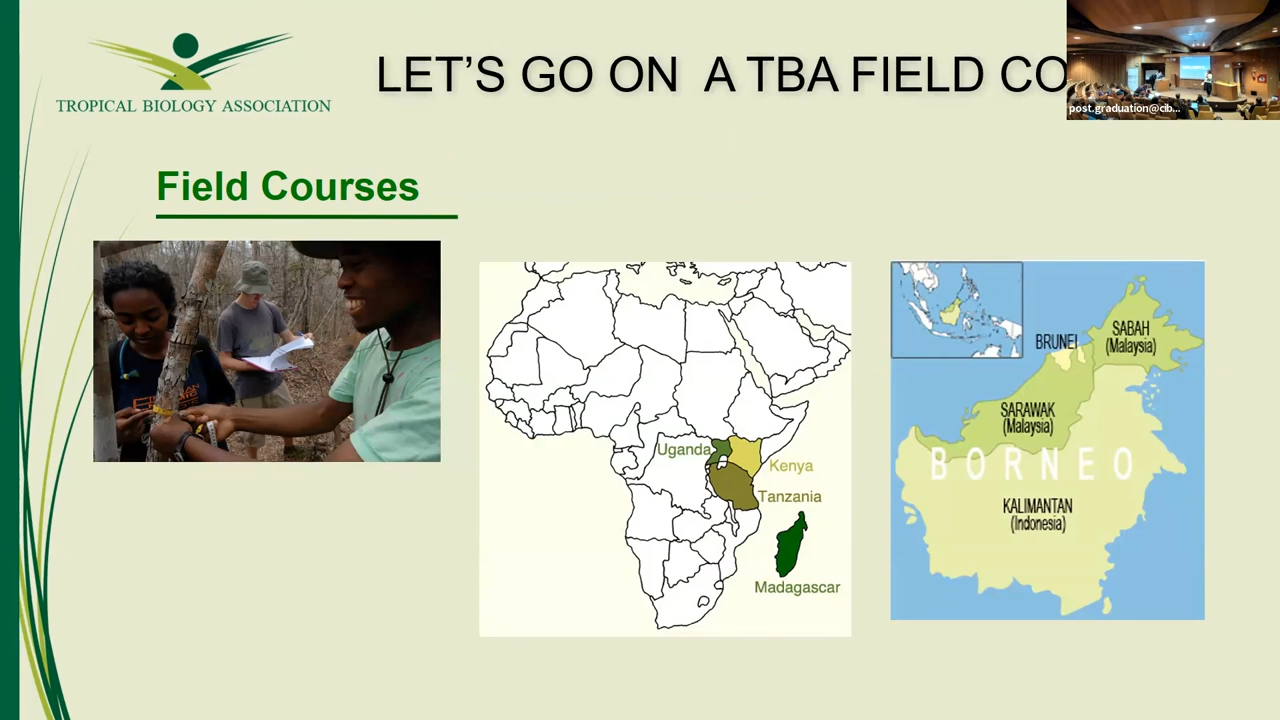 LET’S GO ON A TBA FIELD CO
post.graduation@cib...
TROPICAL BIOLOGY ASSOCIATION
Field Courses
Uganda
Kenya
Tanzania
Madagascar
BRUNEI
SABAH
(Malaysia)
SARAWAK
(Malaysia)
BORNEO
KALIMANTAN
(Indonesia)